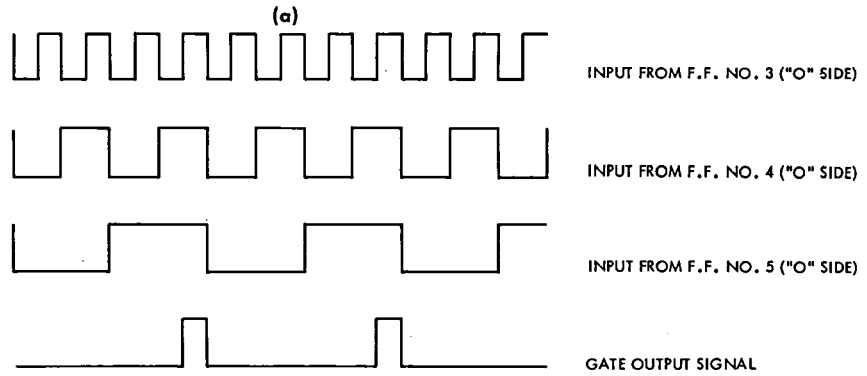 (a)
INPUT FROM F.F. NO. 3 ("O" SIDE)
INPUT FROM F.F. NO. 4 ("O" SIDE)
INPUT FROM F.F. NO. 5 ("O" SIDE)
GATE OUTPUT SIGNAL